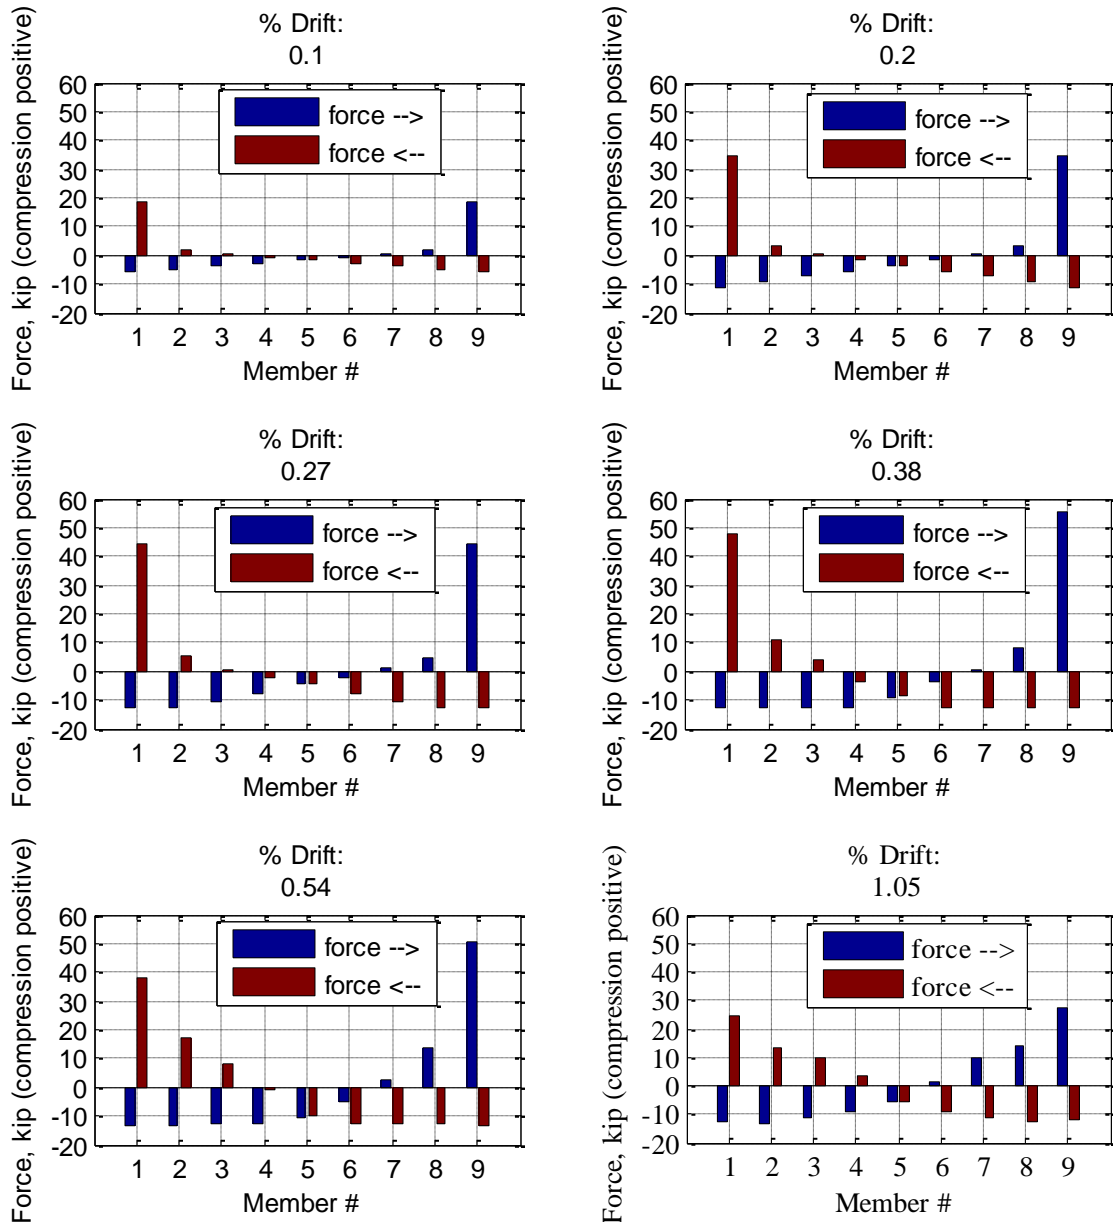 % Drift:
0.1
Force, kip (compression positive)
60
50
40
30
20
10
0
-10
-20
force -->
force <--
1 2 3 4 5 6 7 8 9
Member #
% Drift:
0.2
Force, kip (compression positive)
60
50
40
30
20
10
0
-10
-20
force -->
force <--
1 2 3 4 5 6 7 8 9
Member #
% Drift:
0.27
Force, kip (compression positive)
60
50
40
30
20
10
0
-10
-20
force -->
force <--
1 2 3 4 5 6 7 8 9
Member #
% Drift:
0.38
Force, kip (compression positive)
60
50
40
30
20
10
0
-10
-20
force -->
force <--
1 2 3 4 5 6 7 8 9
Member #
% Drift:
0.54
Force, kip (compression positive)
60
50
40
30
20
10
0
-10
-20
force -->
force <--
1 2 3 4 5 6 7 8 9
Member #
% Drift:
1.05
Force, kip (compression positive)
60
50
40
30
20
10
0
-10
-20
force -->
force <--
1 2 3 4 5 6 7 8 9
Member #